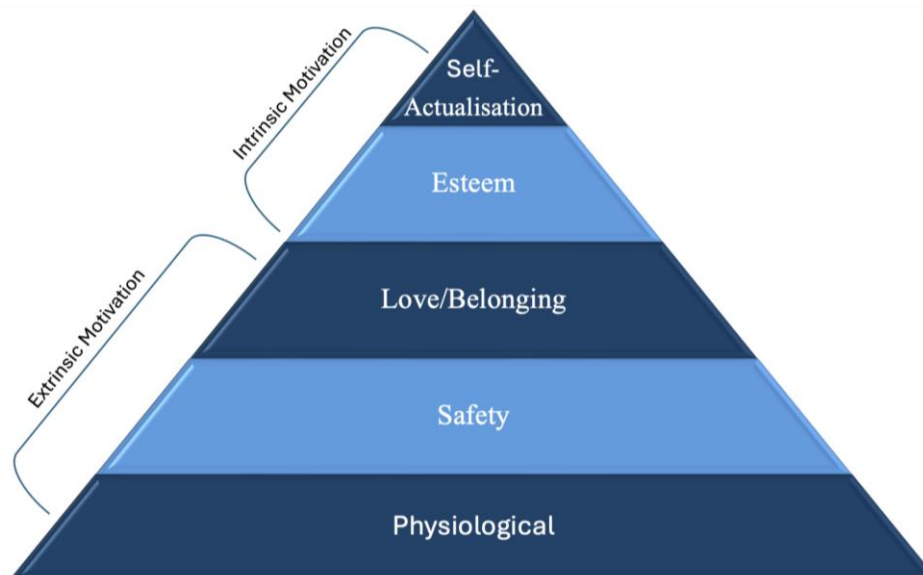 Self-
Actualisation
Intrinsic Motivation
Esteem
Love/Belonging
Extrinsic Motivation
Safety
Physiological